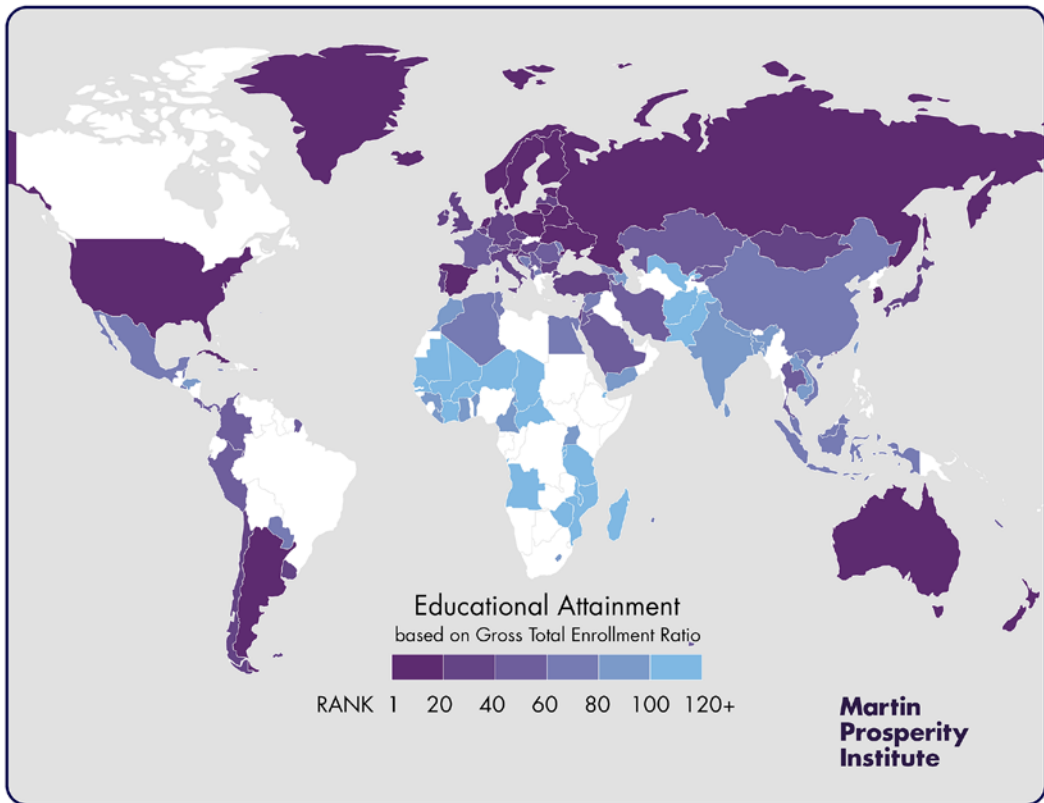 Educational Attainment
based on Gross Total Enrollment Ratio
RANK 1 20 40 60 80 100 120+
Martin
Prosperity
Institute